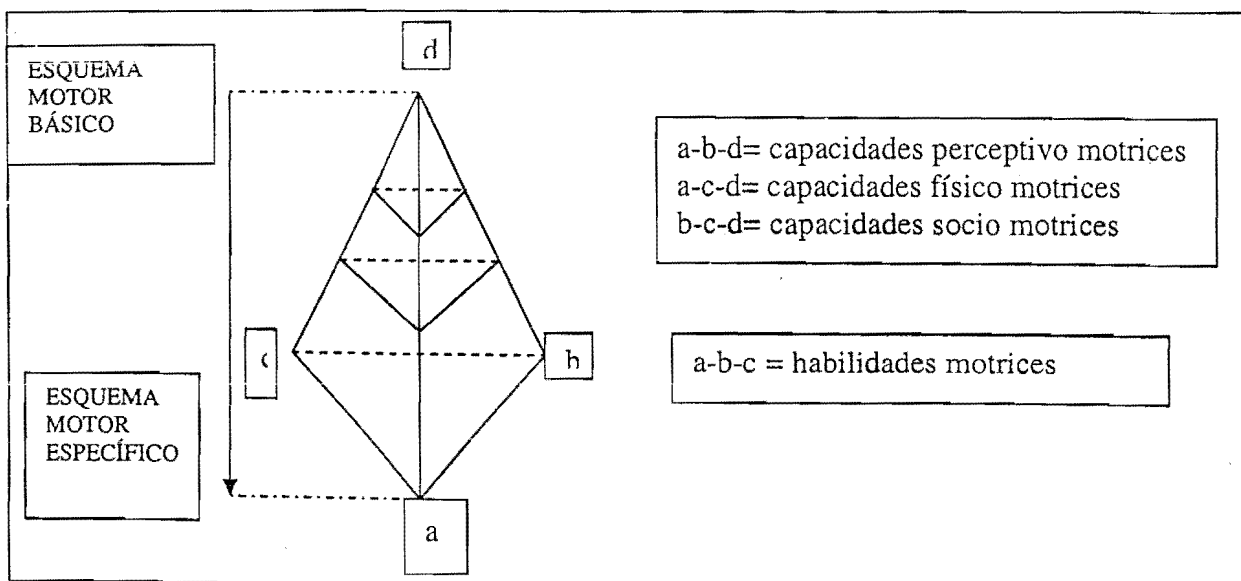 d
ESQUEMA
MOTOR
BÁSICO
a-b-d= capacidades perceptivo motrices
a-c-d= capacidades físico motrices
b-c-d= capacidades socio motrices
c
b
a-b-c = habilidades motrices
ESQUEMA
MOTOR
ESPECÍFICO
a